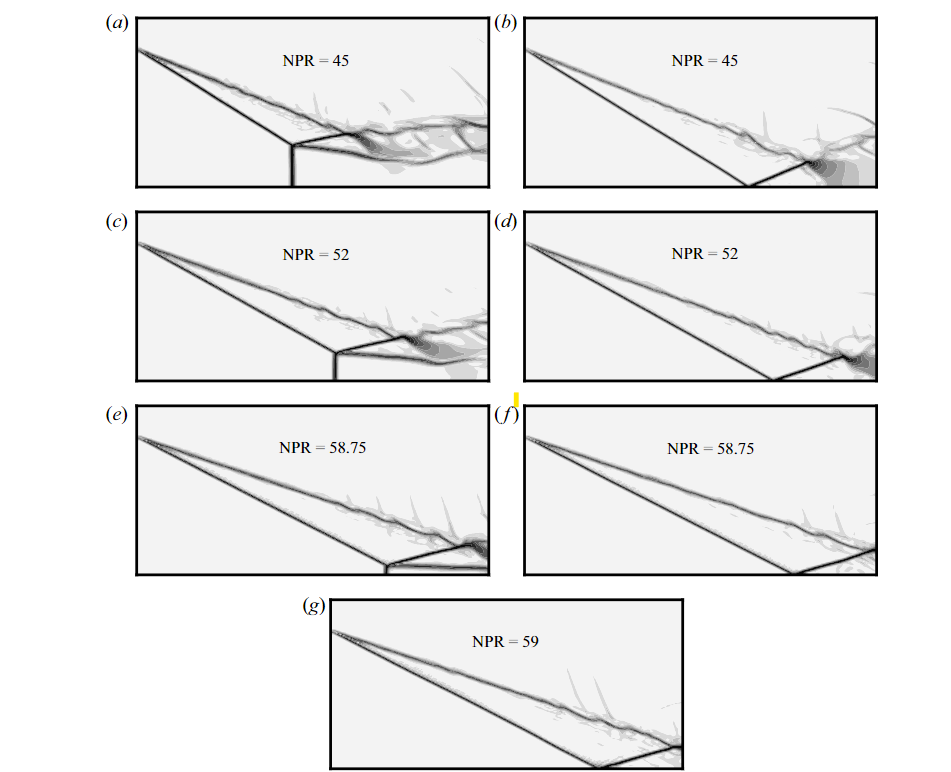 (a)
NPR = 45
(b)
NPR = 45
(c)
NPR = 52
(d)
NPR = 52
(e)
NPR = 58.75
(f)
NPR = 58.75
(g)
NPR = 59